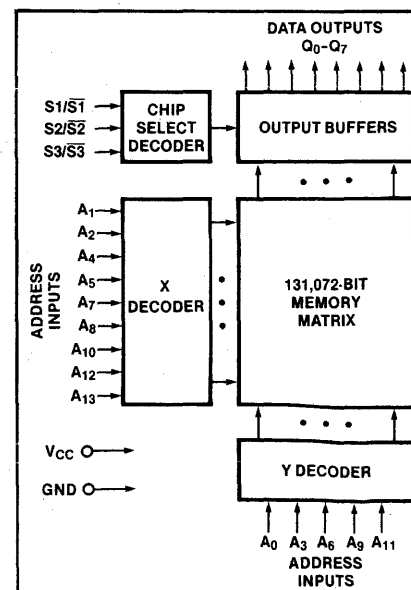 DATA OUTPUTS
Q0-Q7
S1/S̅1̅
S2/S̅2̅
S3/S̅3̅
CHIP
SELECT
DECODER
OUTPUT BUFFERS
ADDRESS
INPUTS
A1
A2
A4
A5
A7
A8
A10
A12
A13
X
DECODER
131,072-BIT
MEMORY
MATRIX
VCC
GND
Y DECODER
A0 A3 A6 A9 A11
ADDRESS
INPUTS